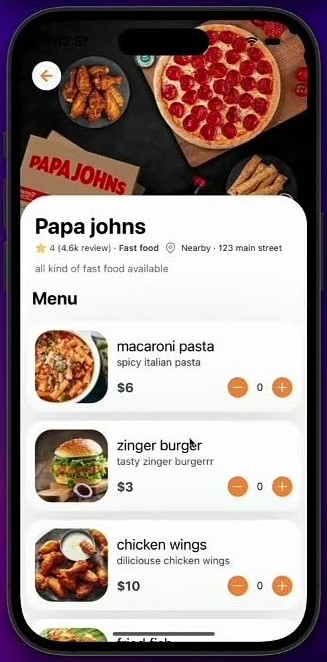 PAPA JOHNS
Papa johns
4 (4.6k review) · Fast food Nearby · 123 main street
all kind of fast food available
Menu
macaroni pasta
spicy italian pasta
$6
0
zinger burger
tasty zinger burgerrr
$3
0
chicken wings
diliciouse chicken wings
$10
0
fried fish